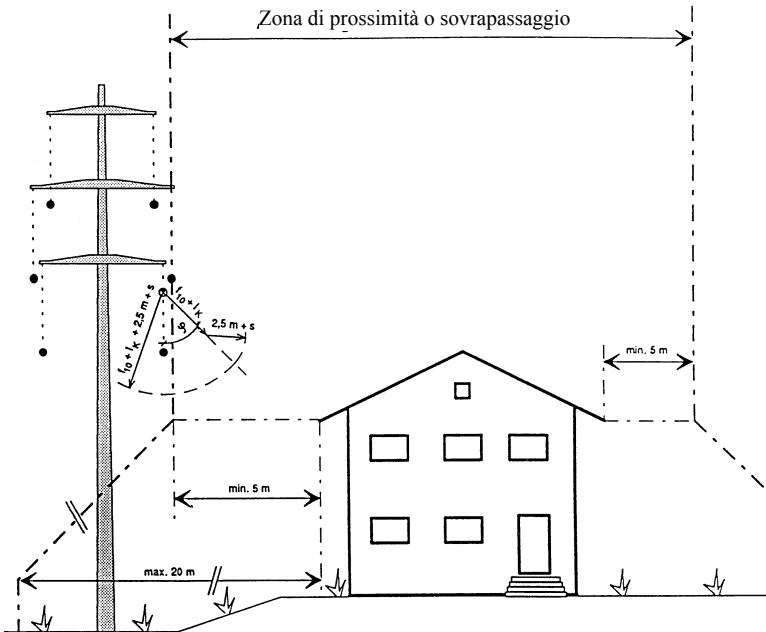 Zona di prossimità o sovrapassaggio
f10 + lK + 2,5 m + s
f10 + lK
φ
2,5 m + s
min. 5 m
min. 5 m
max. 20 m